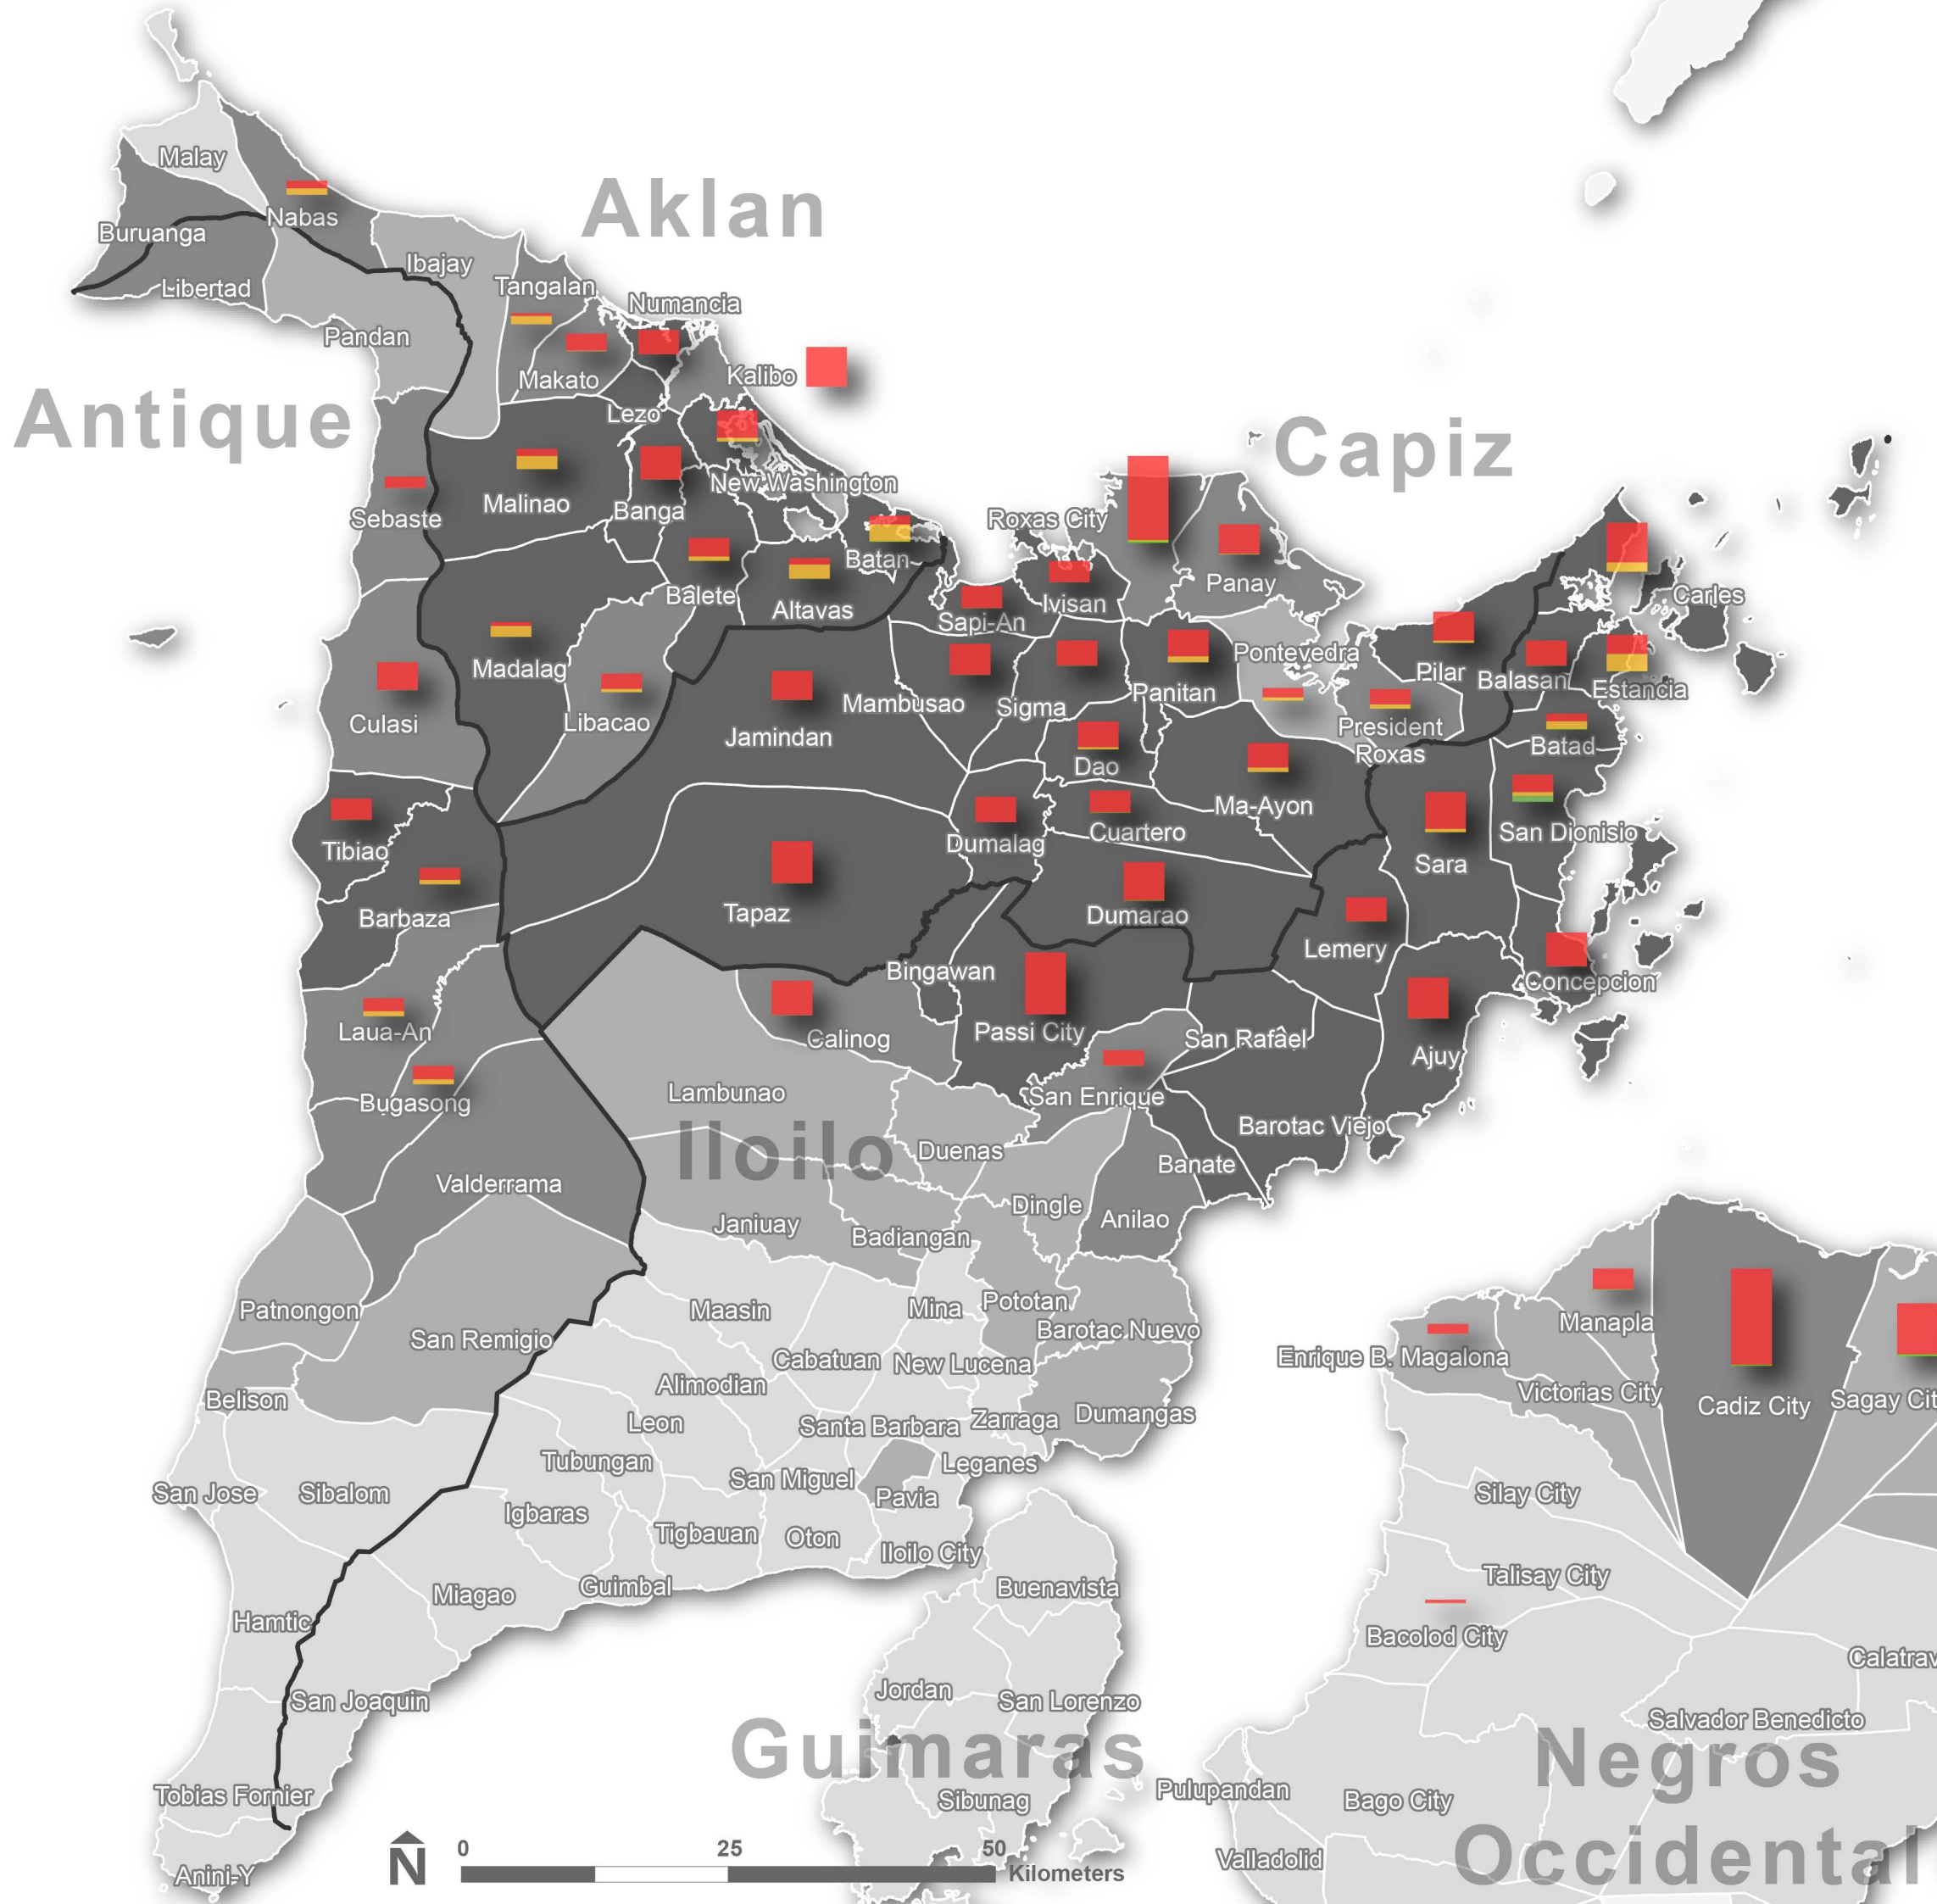 Malay
Nabas
Aklan
Buruanga
Ibajay
Libertad
Tangalan
Numancia
Pandan
Kalibo
Makato
Antique
Lezo
Capiz
Malinao
New Washington
Banga
Sebaste
Roxas City
Batan
Panay
Balete
Altavas
Ivisan
Carles
Sapi-An
Pontevedra
Madalag
Pilar
Balasan
Estancia
Panitan
Mambusao
Sigma
Culasi
Libacao
Jamindan
President
Roxas
Batad
Dao
Ma-Ayon
Cuartero
San Dionisio
Dumalag
Tibiao
Sara
Tapaz
Dumarao
Barbaza
Lemery
Bingawan
Concepcion
Laua-An
Calinog
Passi City
San Rafael
Ajuy
Lambunao
San Enrique
Bugasong
Barotac Viejo
Iloilo
Duenas
Banate
Valderrama
Dingle
Anilao
Janiuay
Badiangan
Patnongon
Maasin
Mina
Pototan
Manapla
San Remigio
Barotac Nuevo
Enrique B. Magalona
Cabatuan
New Lucena
Alimodian
Victorias City
Belison
Cadiz City
Sagay Cit
Leon
Santa Barbara
Zarraga
Dumangas
Tubungan
Leganes
San Miguel
San Jose
Sibalom
Pavia
Silay City
Igbaras
Tigbauan
Oton
Iloilo City
Talisay City
Guimbal
Buenavista
Miagao
Hamtic
Bacolod City
Calatrav
Jordan
San Joaquin
San Lorenzo
Salvador Benedicto
Guimaras
Negros
Occidental
Tobias Fornier
Sibunag
Pulupandan
Bago City
Valladolid
Anini-Y
N
0 25 50
Kilometers